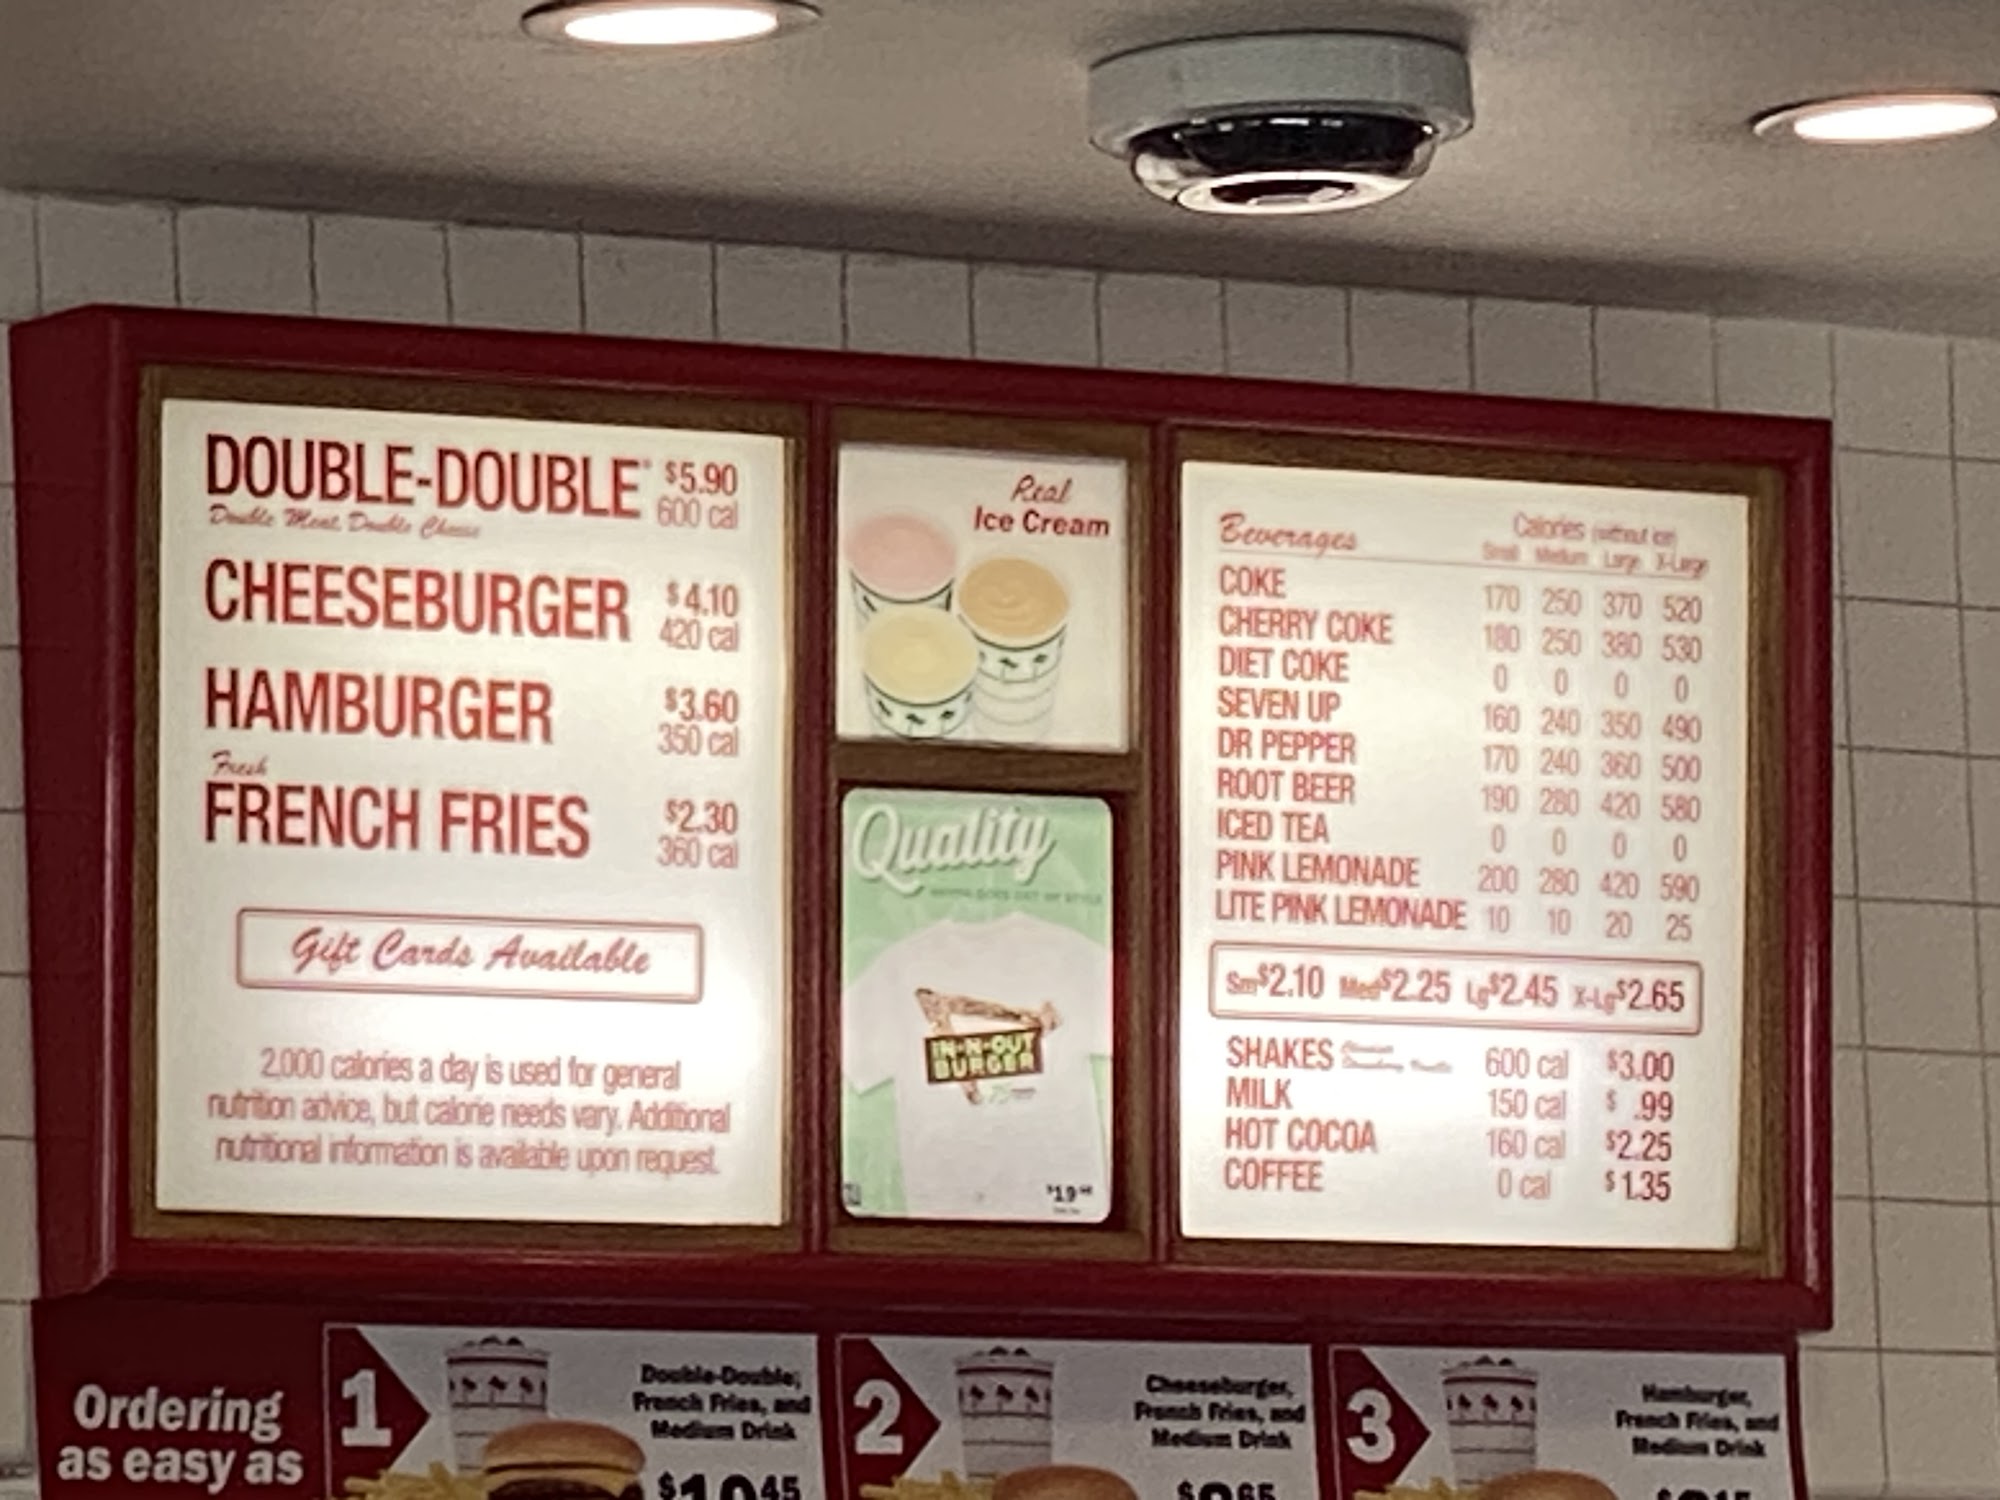 DOUBLE-DOUBLE® $5.90
Double Meat, Double Cheese 600 cal
CHEESEBURGER $4.10
420 cal
HAMBURGER $3.60
350 cal
Fresh
FRENCH FRIES $2.30
360 cal
Gift Cards Available
2,000 calories a day is used for general
nutrition advice, but calorie needs vary. Additional
nutritional information is available upon request.
Real
Ice Cream
Quality
IN-N-OUT
BURGER
$19
Beverages Calories (without ice)
Small Medium Large X-Large
COKE 170 250 370 520
CHERRY COKE 180 250 380 530
DIET COKE 0 0 0 0
SEVEN UP 160 240 350 490
DR PEPPER 170 240 360 500
ROOT BEER 190 280 420 580
ICED TEA 0 0 0 0
PINK LEMONADE 200 280 420 590
LITE PINK LEMONADE 10 10 20 25
Sm$2.10 Med$2.25 Lg$2.45 X-Lg$2.65
SHAKES 600 cal $3.00
MILK 150 cal $ .99
HOT COCOA 160 cal $2.25
COFFEE 0 cal $1.35
Ordering
as easy as
1
Double-Double,
French Fries, and
Medium Drink
$1045
2
Cheeseburger,
French Fries, and
Medium Drink
$865
3
Hamburger,
French Fries, and
Medium Drink
$815